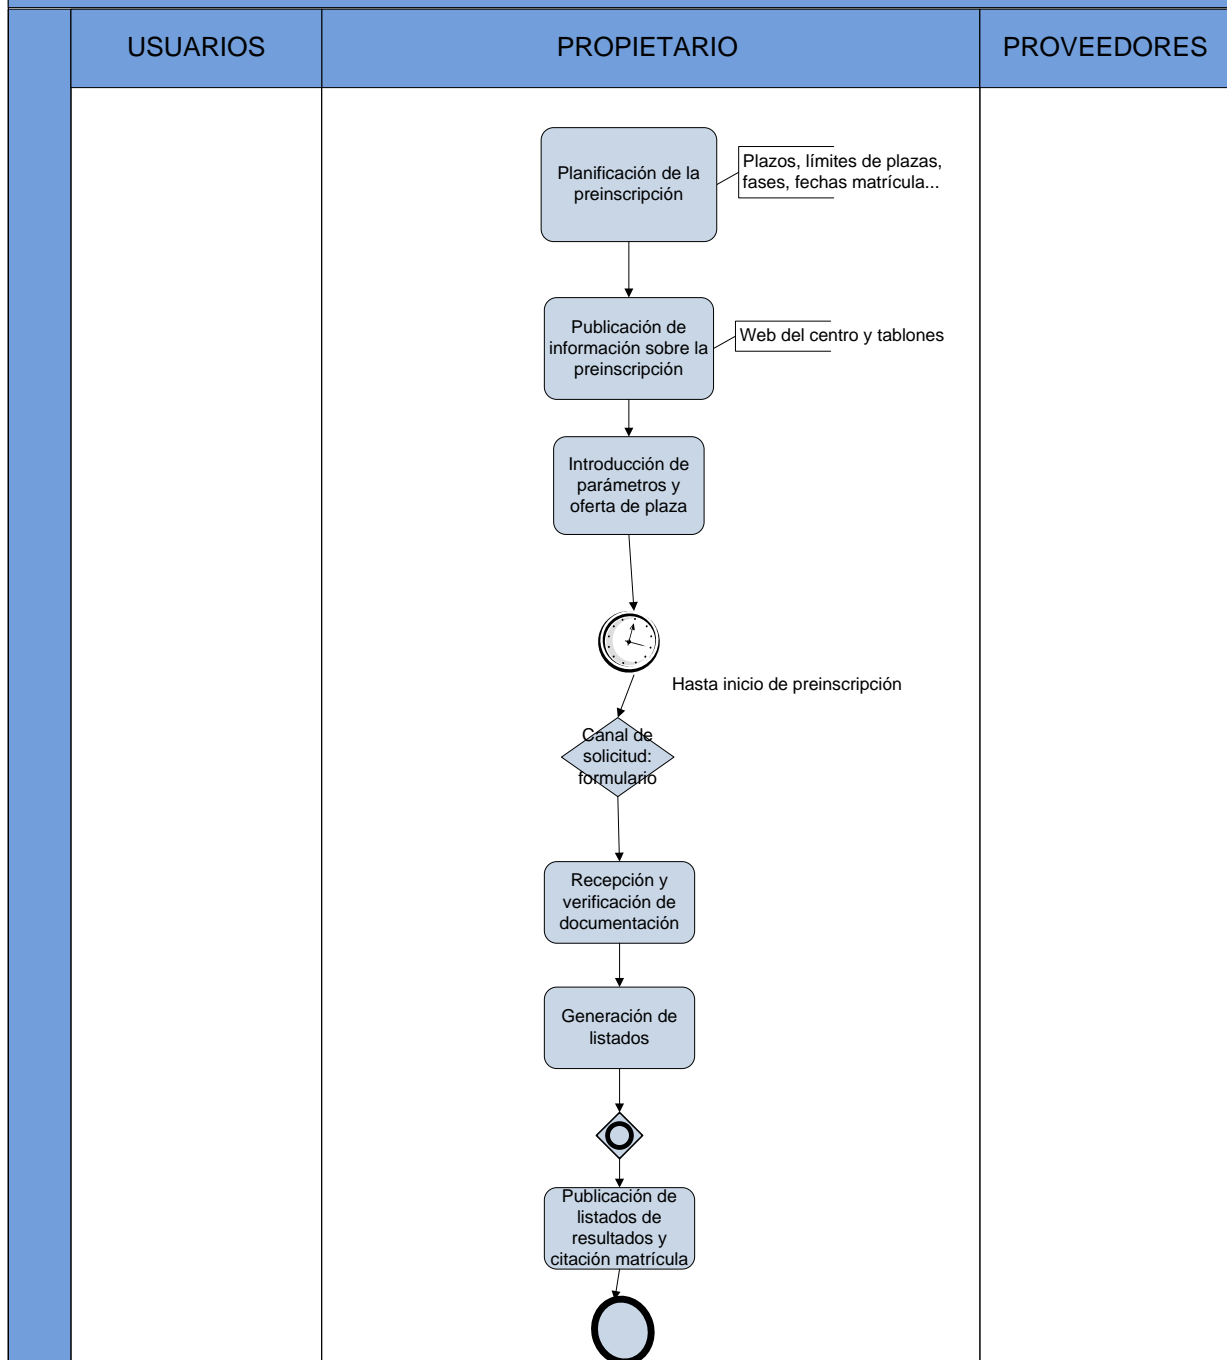 USUARIOS
PROPIETARIO
PROVEEDORES
Planificación de la
preinscripción
Plazos, límites de plazas,
fases, fechas matrícula...
Publicación de
información sobre la
preinscripción
Web del centro y tablones
Introducción de
parámetros y
oferta de plaza
Hasta inicio de preinscripción
Canal de
solicitud:
formulario
Recepción y
verificación de
documentación
Generación de
listados
Publicación de
listados de
resultados y
citación matrícula